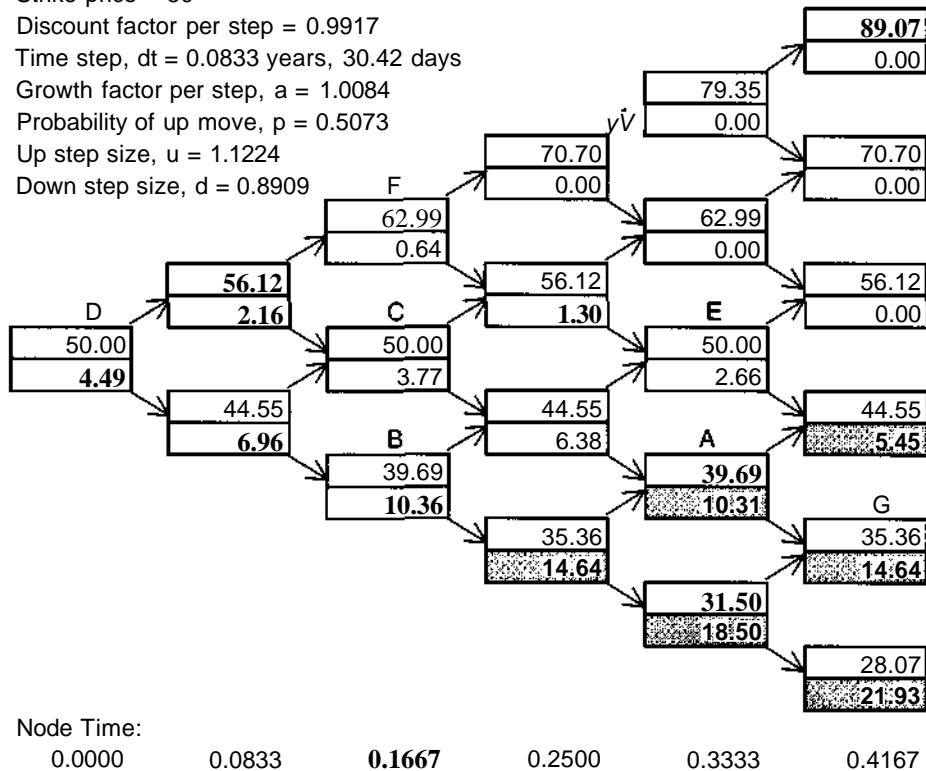 Discount factor per step = 0.9917
Time step, dt = 0.0833 years, 30.42 days
Growth factor per step, a = 1.0084
Probability of up move, p = 0.5073
Up step size, u = 1.1224
Down step size, d = 0.8909
89.07
0.00
79.35
0.00
yV̇
70.70
0.00
70.70
0.00
F
62.99
0.64
62.99
0.00
56.12
2.16
56.12
1.30
56.12
0.00
D
50.00
4.49
C
50.00
3.77
E
50.00
2.66
44.55
6.96
44.55
6.38
44.55
5.45
B
39.69
10.36
A
39.69
10.31
35.36
14.64
G
35.36
14.64
31.50
18.50
28.07
21.93
Node Time:
0.0000 0.0833 0.1667 0.2500 0.3333 0.4167